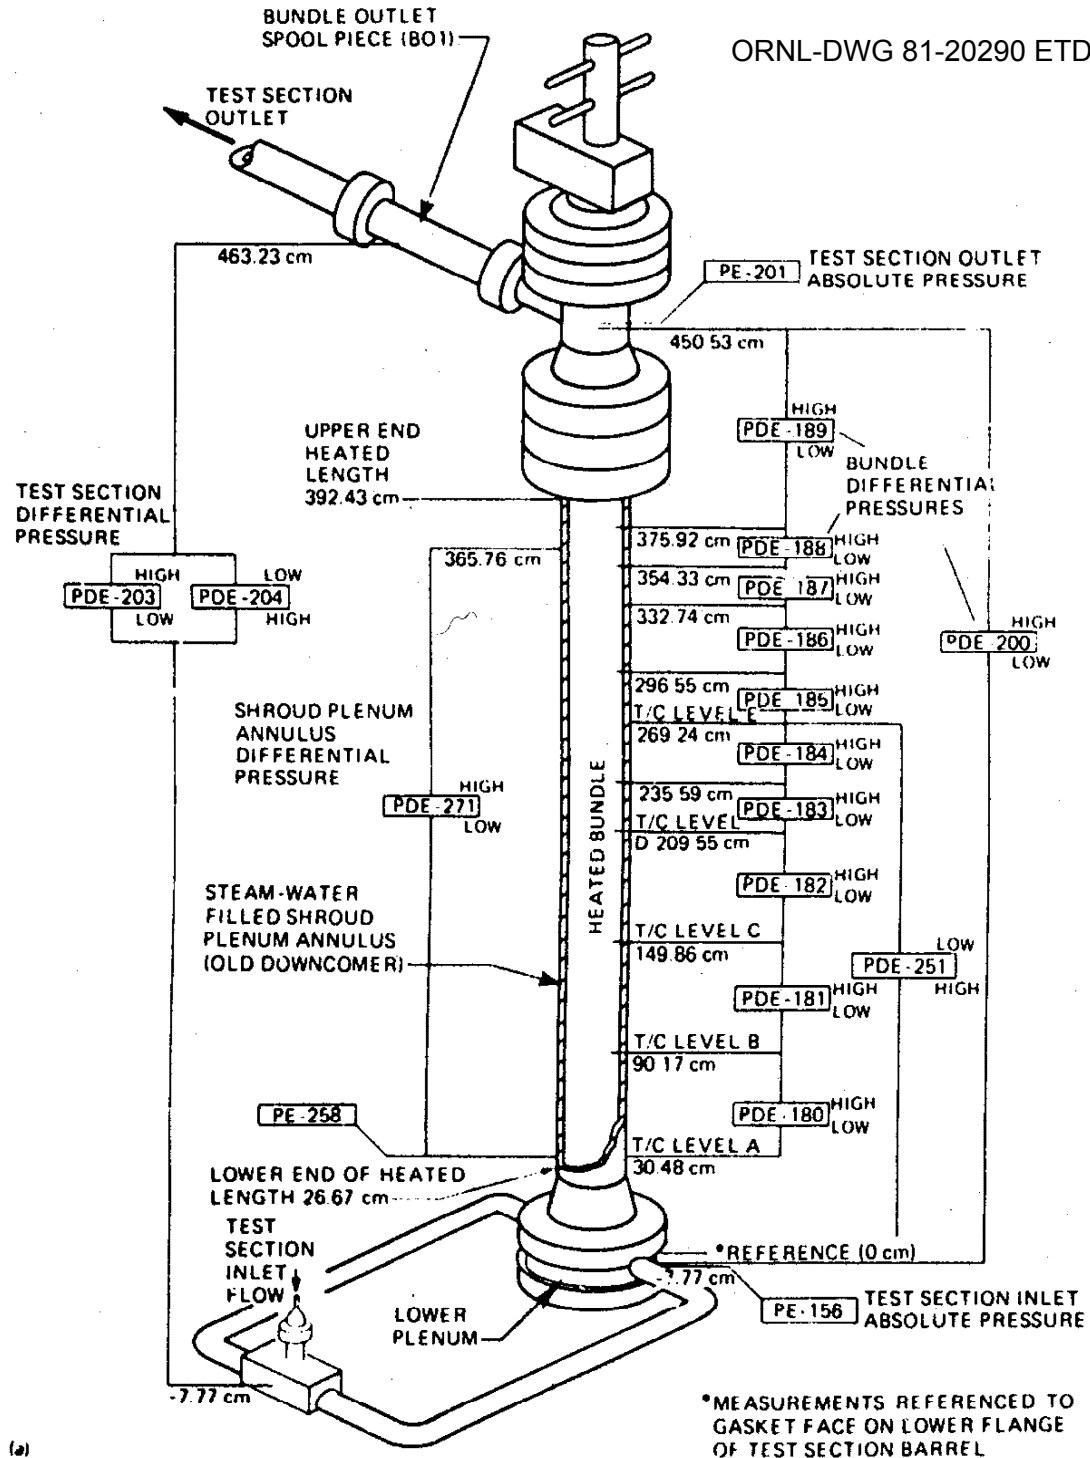 BUNDLE OUTLET
SPOOL PIECE (BO1)
ORNL-DWG 81-20290 ETD
TEST SECTION
OUTLET
463.23 cm
PE-201
TEST SECTION OUTLET
ABSOLUTE PRESSURE
450 53 cm
HIGH
PDE-189
LOW
UPPER END
HEATED
LENGTH
392.43 cm
BUNDLE
DIFFERENTIAL
PRESSURES
TEST SECTION
DIFFERENTIAL
PRESSURE
365.76 cm
375.92 cm
PDE-188
HIGH
LOW
HIGH
PDE-203
LOW
LOW
PDE-204
HIGH
354.33 cm
PDE-187
HIGH
LOW
332.74 cm
PDE-186
HIGH
LOW
HIGH
PDE-200
LOW
296 55 cm
PDE-185
HIGH
LOW
SHROUD PLENUM
ANNULUS
DIFFERENTIAL
PRESSURE
T/C LEVEL E
269 24 cm
PDE-184
HIGH
LOW
HIGH
PDE-271
LOW
235 59 cm
PDE-183
HIGH
LOW
T/C LEVEL
D 209 55 cm
HEATED BUNDLE
PDE-182
HIGH
LOW
STEAM-WATER
FILLED SHROUD
PLENUM ANNULUS
(OLD DOWNCOMER)
T/C LEVEL C
149.86 cm
LOW
PDE-251
HIGH
PDE-181
HIGH
LOW
T/C LEVEL B
90 17 cm
PE-258
PDE-180
HIGH
LOW
T/C LEVEL A
30.48 cm
LOWER END OF HEATED
LENGTH 26.67 cm
TEST
SECTION
INLET
FLOW
*REFERENCE (0 cm)
-7.77 cm
LOWER
PLENUM
PE-156
TEST SECTION INLET
ABSOLUTE PRESSURE
-7.77 cm
*MEASUREMENTS REFERENCED TO
GASKET FACE ON LOWER FLANGE
OF TEST SECTION BARREL
(a)